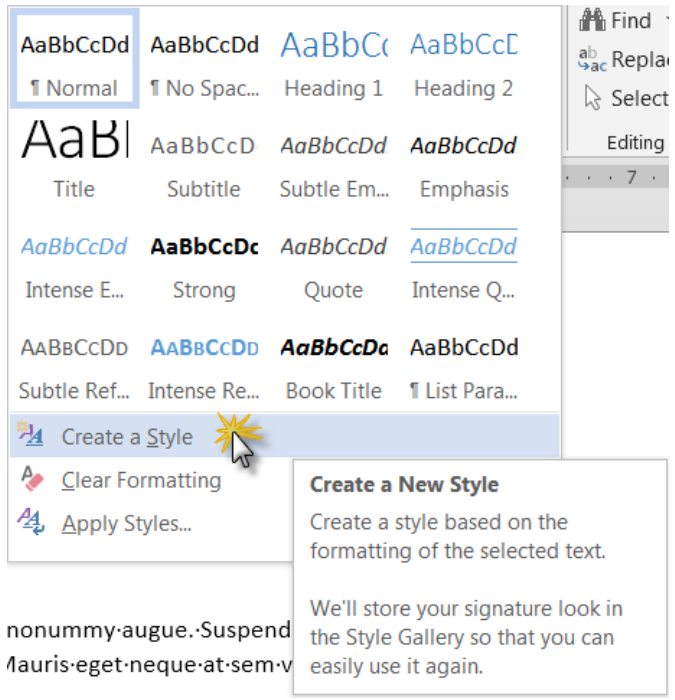 AaBbCcDd AaBbCcDd AaBbC AaBbCcD
¶ Normal ¶ No Spac... Heading 1 Heading 2
AaB AaBbCcD AaBbCcDd AaBbCcDd
Title Subtitle Subtle Em... Emphasis
AaBbCcDd AaBbCcDc AaBbCcDd AaBbCcDd
Intense E... Strong Quote Intense Q...
AaBbCcDd AaBbCcDd AaBbCcDd AaBbCcDd
Subtle Ref... Intense Re... Book Title ¶ List Para...
Create a Style
Clear Formatting
Apply Styles...
Find
ab
ac Replac
Select
Editing
· · · 7 ·
Create a New Style
Create a style based on the
formatting of the selected text.
We'll store your signature look in
the Style Gallery so that you can
easily use it again.
nonummy·augue.·Suspend
Mauris·eget·neque·at·sem·v